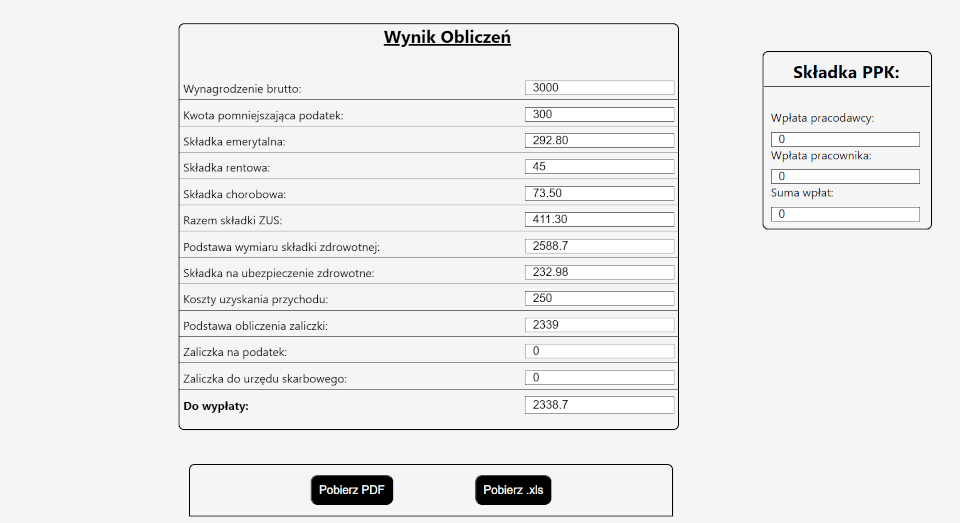 Wynik Obliczeń
Wynagrodzenie brutto: 3000
Kwota pomniejszająca podatek: 300
Składka emerytalna: 292.80
Składka rentowa: 45
Składka chorobowa: 73.50
Razem składki ZUS: 411.30
Podstawa wymiaru składki zdrowotnej: 2588.7
Składka na ubezpieczenie zdrowotne: 232.98
Koszty uzyskania przychodu: 250
Podstawa obliczenia zaliczki: 2339
Zaliczka na podatek: 0
Zaliczka do urzędu skarbowego: 0
Do wypłaty: 2338.7
Składka PPK:
Wpłata pracodawcy:
0
Wpłata pracownika:
0
Suma wpłat:
0
Pobierz PDF Pobierz .xls